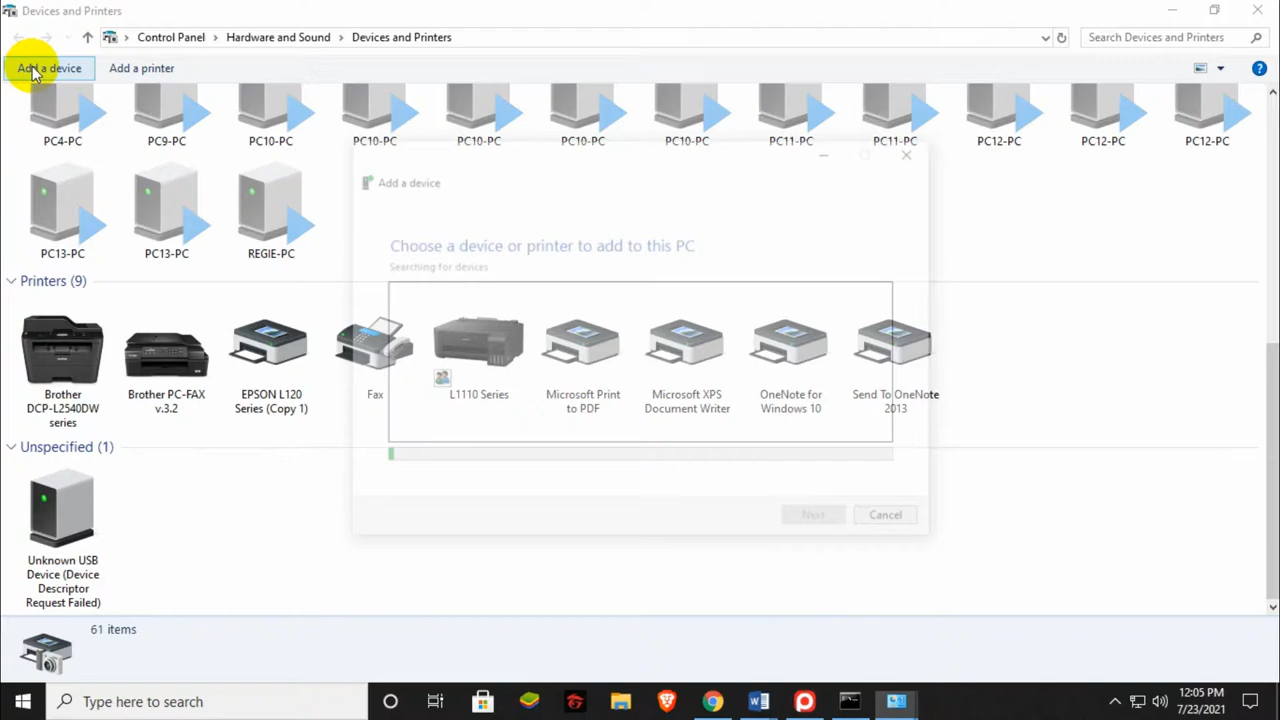 Devices and Printers
Control Panel Hardware and Sound Devices and Printers
Search Devices and Printers
Add a device Add a printer
PC4-PC PC9-PC PC10-PC PC10-PC PC10-PC PC10-PC PC10-PC PC11-PC PC11-PC PC12-PC PC12-PC PC12-PC
Add a device
Choose a device or printer to add to this PC
Searching for devices
PC13-PC PC13-PC REGIE-PC
Printers (9)
Brother
DCP-L2540DW
series
Brother PC-FAX
v.3.2
EPSON L120
Series (Copy 1)
Fax
L1110 Series
Microsoft Print
to PDF
Microsoft XPS
Document Writer
OneNote for
Windows 10
Send To OneNote
2013
Unspecified (1)
Next Cancel
Unknown USB
Device (Device
Descriptor
Request Failed)
61 items
Type here to search
12:05 PM
7/23/2021